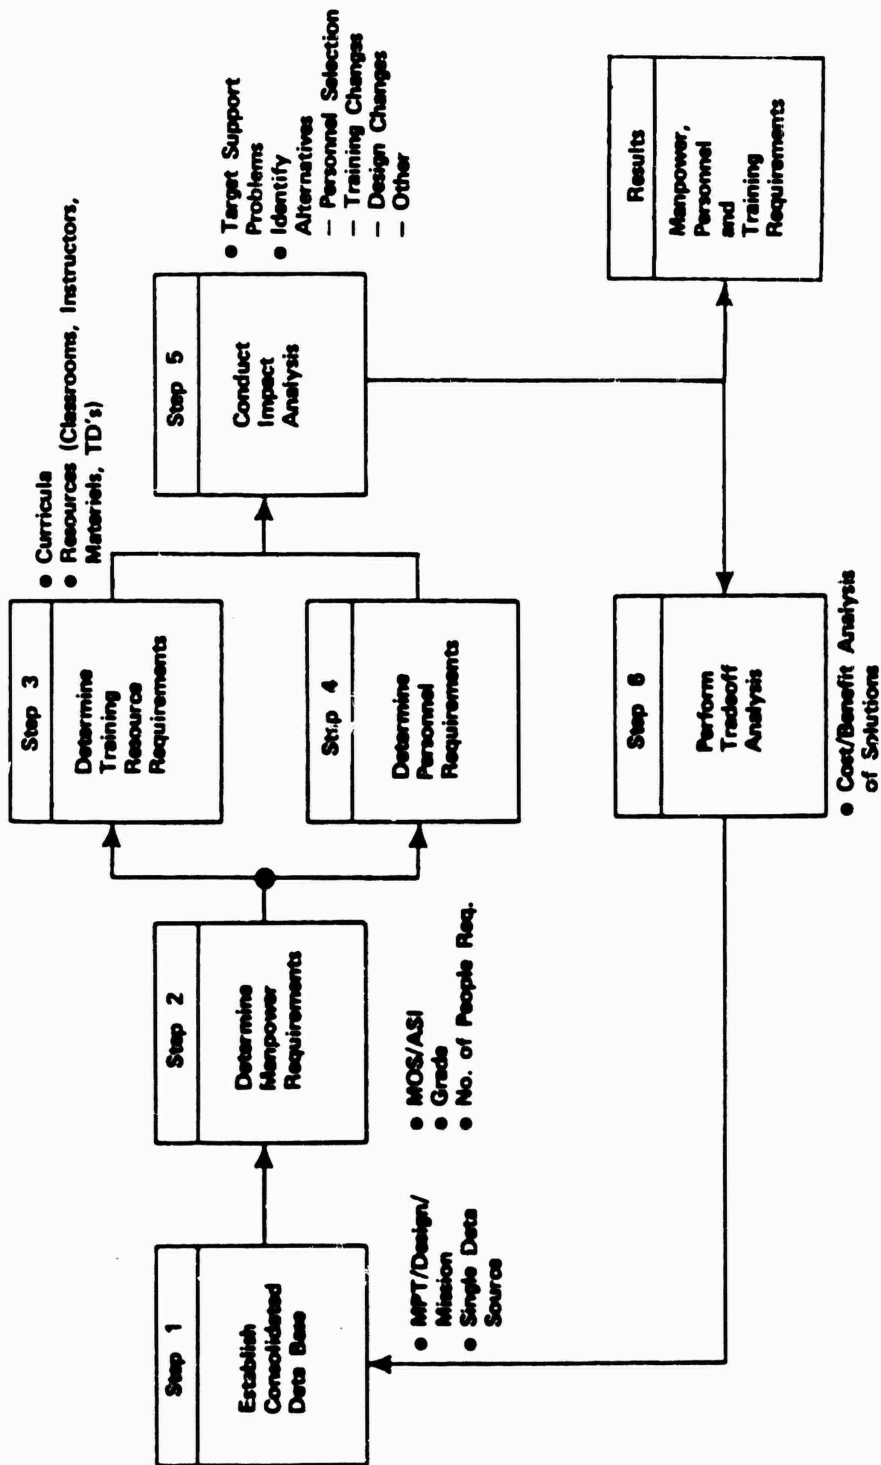 Step 1
Establish
Consolidated
Data Base
● MPT/Design/
Mission
● Single Data
Source
Step 2
Determine
Manpower
Requirements
● MOS/ASI
● Grade
● No. of People Req.
Step 3
Determine
Training
Resource
Requirements
● Curricula
● Resources (Classrooms, Instructors,
Materiels, TD's)
Step 4
Determine
Personnel
Requirements
Step 5
Conduct
Impact
Analysis
● Target Support
Problems
● Identify
Alternatives
— Personnel Selection
— Training Changes
— Design Changes
— Other
Step 6
Perform
Tradeoff
Analysis
● Cost/Benefit Analysis
of Solutions
Results
Manpower,
Personnel
and
Training
Requirements